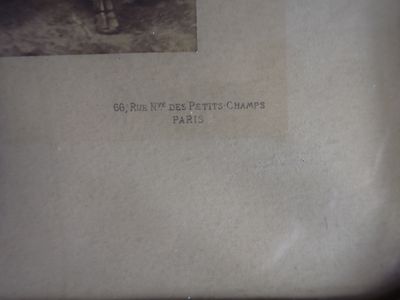 66, RUE Nve DES PETITS-CHAMPS
PARIS